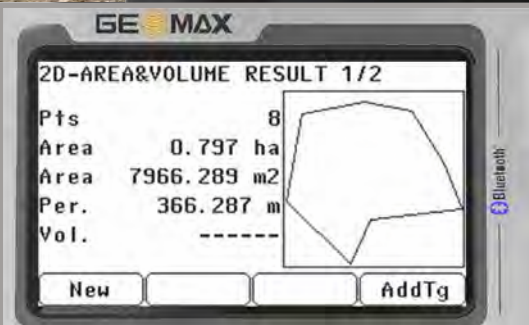 GEOMAX
2D-AREA&VOLUME RESULT 1/2
Pts 8
Area 0.797 ha
Area 7966.289 m2
Per. 366.287 m
Vol. ------
New AddTg
Bluetooth